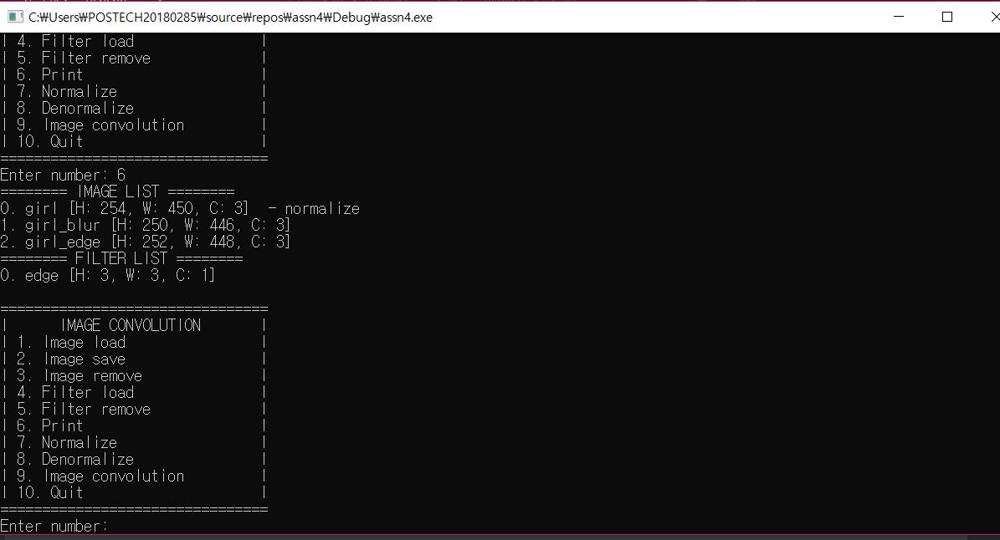 C:₩Users₩POSTECH20180285₩source₩repos₩assn4₩Debug₩assn4.exe
| 4. Filter load |
| 5. Filter remove |
| 6. Print |
| 7. Normalize |
| 8. Denormalize |
| 9. Image convolution |
| 10. Quit |
================================
Enter number: 6
======== IMAGE LIST ========
0. girl [H: 254, W: 450, C: 3]  - normalize
1. girl_blur [H: 250, W: 446, C: 3]
2. girl_edge [H: 252, W: 448, C: 3]
======== FILTER LIST ========
0. edge [H: 3, W: 3, C: 1]
================================
| IMAGE CONVOLUTION |
| 1. Image load |
| 2. Image save |
| 3. Image remove |
| 4. Filter load |
| 5. Filter remove |
| 6. Print |
| 7. Normalize |
| 8. Denormalize |
| 9. Image convolution |
| 10. Quit |
================================
Enter number: